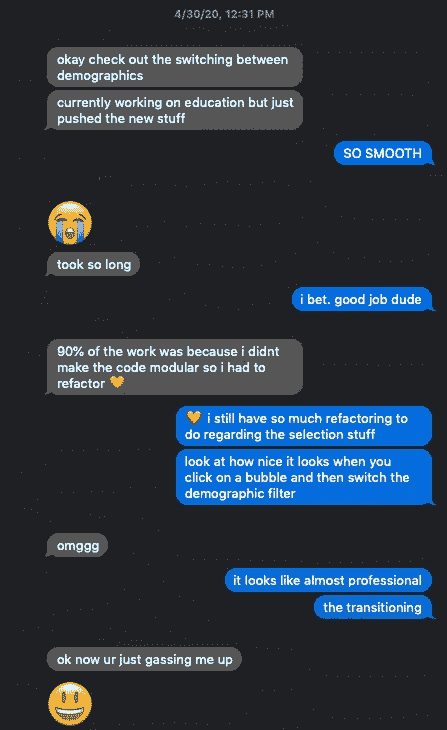 4/30/20, 12:31 PM
okay check out the switching between
demographics
currently working on education but just
pushed the new stuff
SO SMOOTH
😭
took so long
i bet. good job dude
90% of the work was because i didnt
make the code modular so i had to
refactor 🧡
🧡 i still have so much refactoring to
do regarding the selection stuff
look at how nice it looks when you
click on a bubble and then switch the
demographic filter
omggg
it looks like almost professional
the transitioning
ok now ur just gassing me up
😃